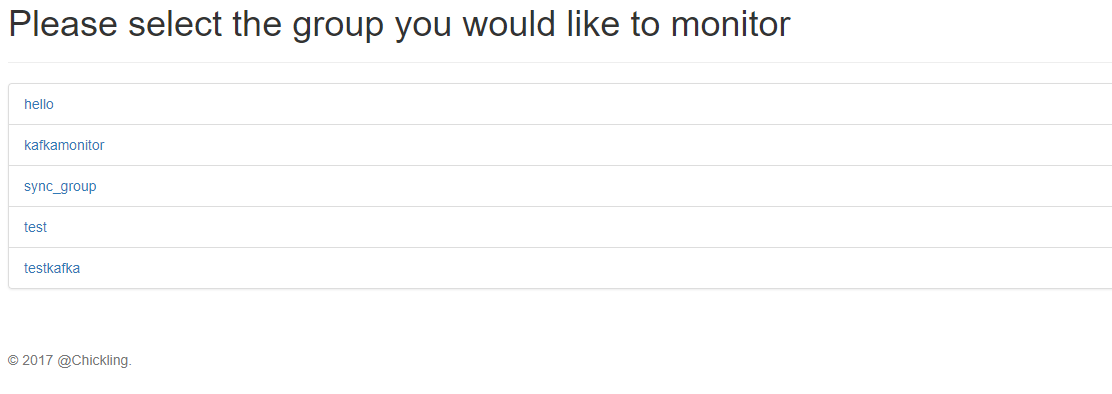 Please select the group you would like to monitor
hello
kafkamonitor
sync_group
test
testkafka
© 2017 @Chickling.